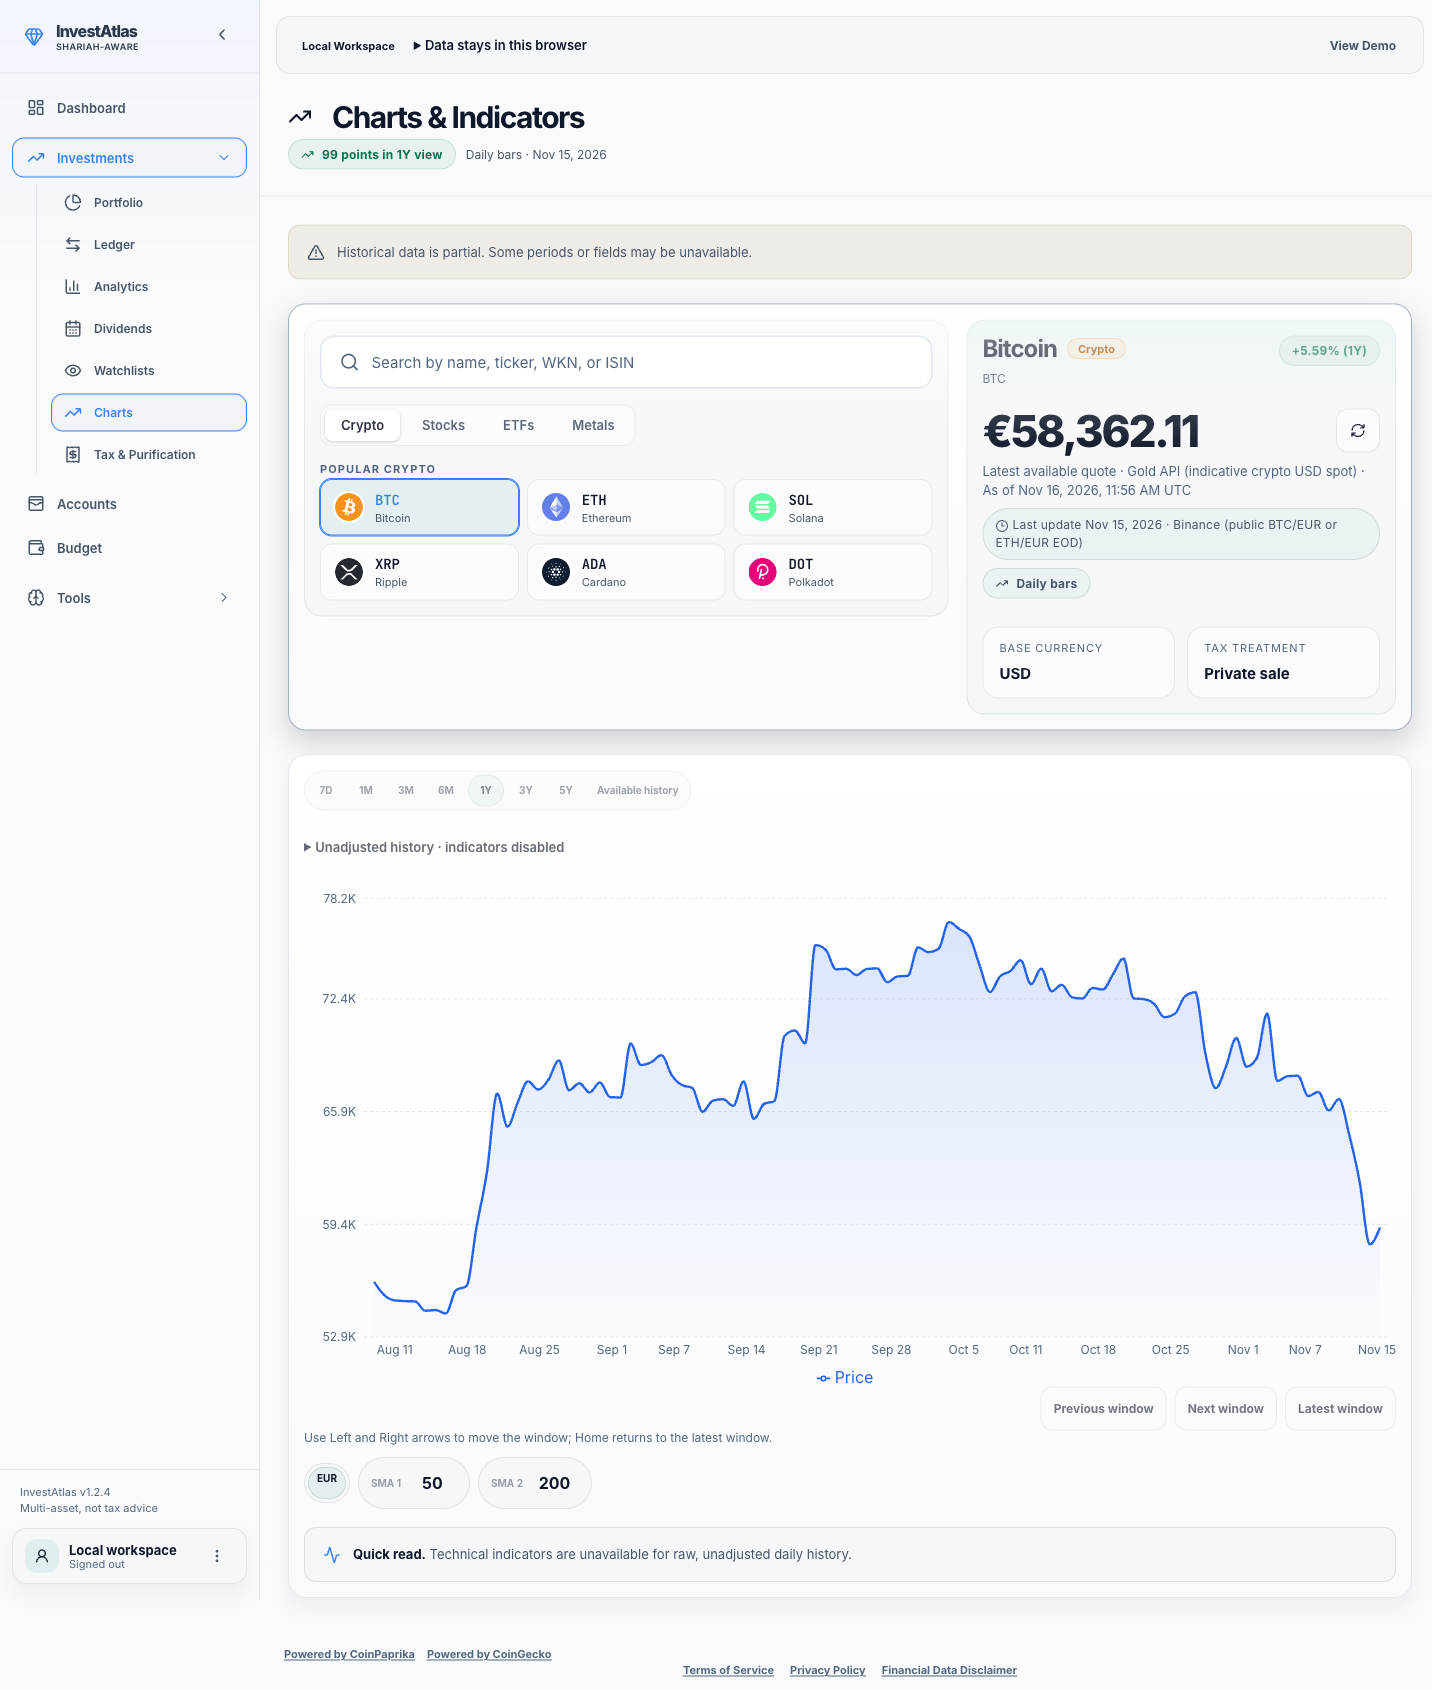 InvestAtlas
SHARIAH-AWARE
Dashboard
Investments
Portfolio
Ledger
Analytics
Dividends
Watchlists
Charts
Tax & Purification
Accounts
Budget
Tools
InvestAtlas v1.2.4
Multi-asset, not tax advice
Local workspace
Signed out
Local Workspace
Data stays in this browser
View Demo
Charts & Indicators
99 points in 1Y view
Daily bars · Nov 15, 2026
Historical data is partial. Some periods or fields may be unavailable.
Search by name, ticker, WKN, or ISIN
Crypto Stocks ETFs Metals
POPULAR CRYPTO
BTC
Bitcoin
ETH
Ethereum
SOL
Solana
XRP
Ripple
ADA
Cardano
DOT
Polkadot
Bitcoin
Crypto
+5.59% (1Y)
BTC
€58,362.11
Latest available quote · Gold API (indicative crypto USD spot) ·
As of Nov 16, 2026, 11:56 AM UTC
Last update Nov 15, 2026 · Binance (public BTC/EUR or
ETH/EUR EOD)
Daily bars
BASE CURRENCY
USD
TAX TREATMENT
Private sale
7D 1M 3M 6M 1Y 3Y 5Y Available history
Unadjusted history · indicators disabled
78.2K
72.4K
65.9K
59.4K
52.9K
Aug 11 Aug 18 Aug 25 Sep 1 Sep 7 Sep 14 Sep 21 Sep 28 Oct 5 Oct 11 Oct 18 Oct 25 Nov 1 Nov 7 Nov 15
Price
Previous window Next window Latest window
Use Left and Right arrows to move the window; Home returns to the latest window.
EUR
SMA 1 50
SMA 2 200
Quick read. Technical indicators are unavailable for raw, unadjusted daily history.
Powered by CoinPaprika Powered by CoinGecko
Terms of Service Privacy Policy Financial Data Disclaimer